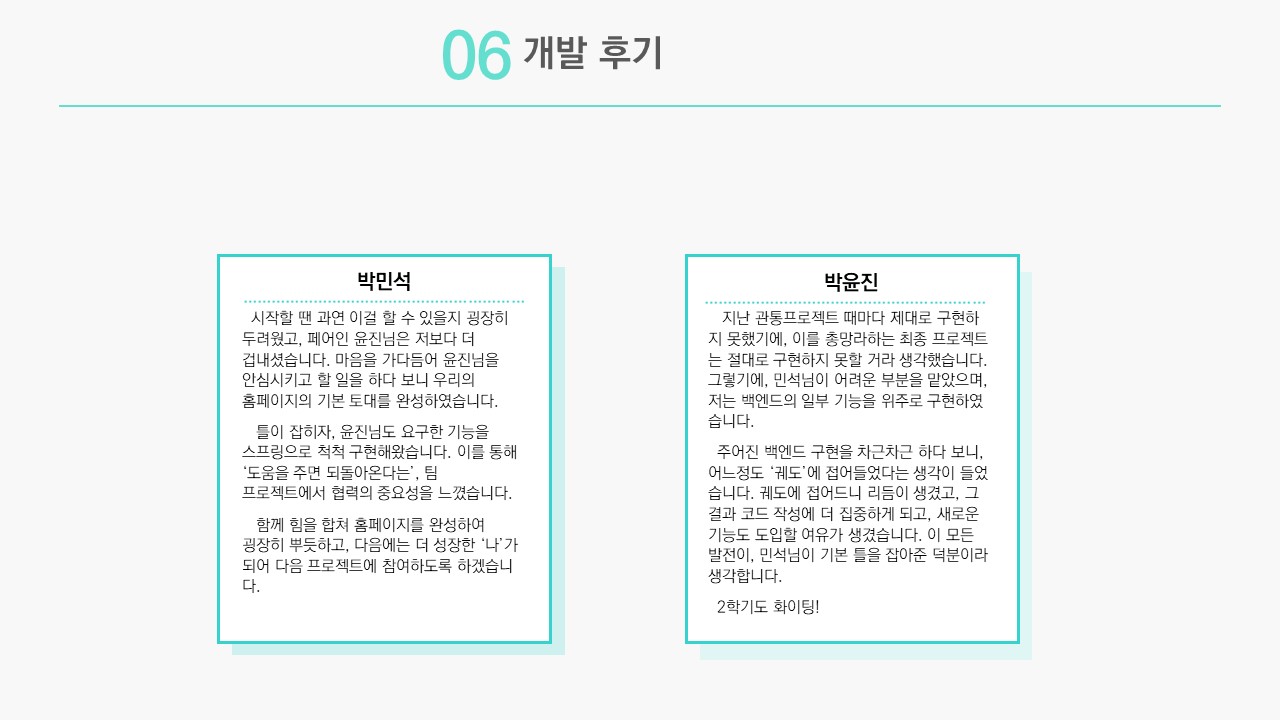 06 개발 후기
박민석
시작할 땐 과연 이걸 할 수 있을지 굉장히
두려웠고, 페어인 윤진님은 저보다 더
겁내셨습니다. 마음을 가다듬어 윤진님을
안심시키고 할 일을 하다 보니 우리의
홈페이지의 기본 토대를 완성하였습니다.
틀이 잡히자, 윤진님도 요구한 기능을
스프링으로 척척 구현해왔습니다. 이를 통해
‘도움을 주면 되돌아온다는’, 팀
프로젝트에서 협력의 중요성을 느꼈습니다.
함께 힘을 합쳐 홈페이지를 완성하여
굉장히 뿌듯하고, 다음에는 더 성장한 ‘나’가
되어 다음 프로젝트에 참여하도록 하겠습니
다.
박윤진
지난 관통프로젝트 때마다 제대로 구현하
지 못했기에, 이를 총망라하는 최종 프로젝트
는 절대로 구현하지 못할 거라 생각했습니다.
그렇기에, 민석님이 어려운 부분을 맡았으며,
저는 백엔드의 일부 기능을 위주로 구현하였
습니다.
주어진 백엔드 구현을 차근차근 하다 보니,
어느정도 ‘궤도’에 접어들었다는 생각이 들었
습니다. 궤도에 접어드니 리듬이 생겼고, 그
결과 코드 작성에 더 집중하게 되고, 새로운
기능도 도입할 여유가 생겼습니다. 이 모든
발전이, 민석님이 기본 틀을 잡아준 덕분이라
생각합니다.
2학기도 화이팅!